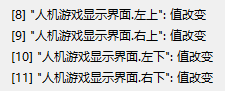 [8] "人机游戏显示界面.左上": 值改变
[9] "人机游戏显示界面.右上": 值改变
[10] "人机游戏显示界面.左下": 值改变
[11] "人机游戏显示界面.右下": 值改变